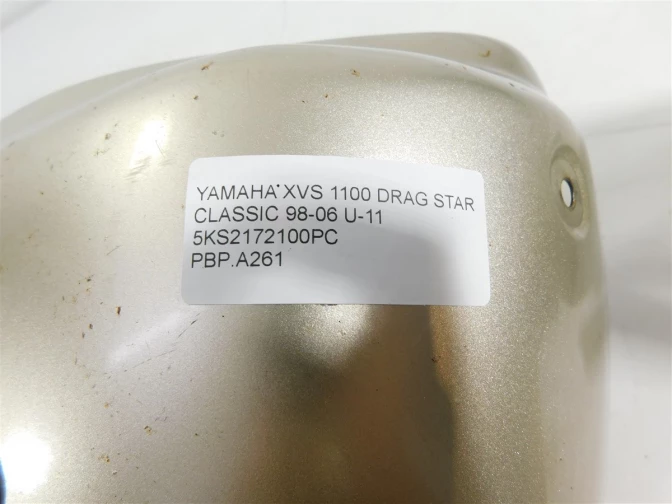 YAMAHA XVS 1100 DRAG STAR
CLASSIC 98-06 U-11
5KS2172100PC
PBP.A261